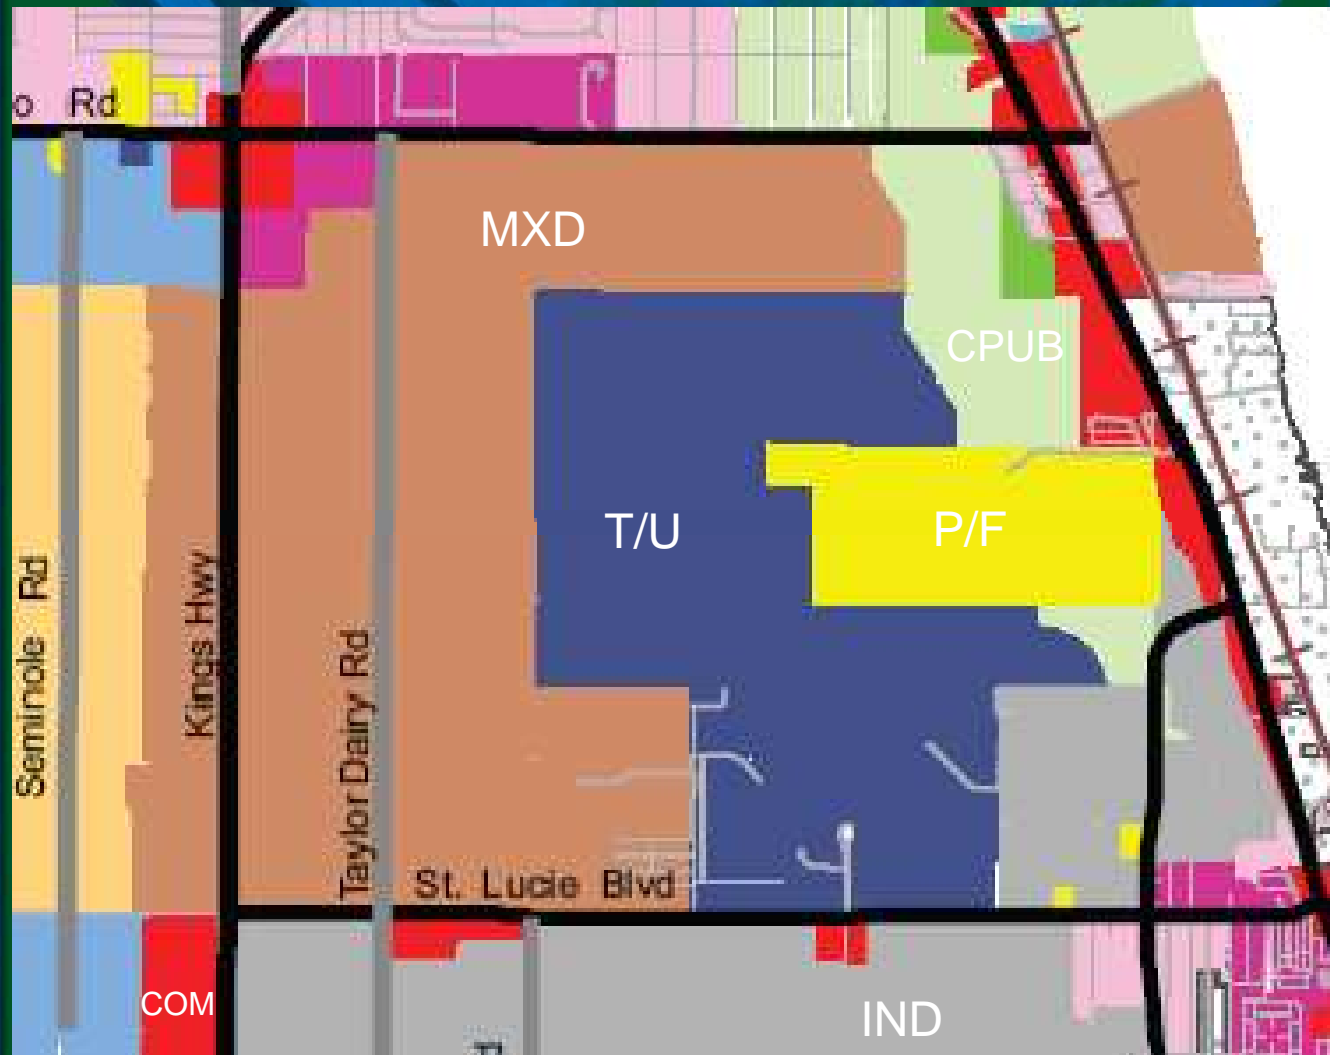 o Rd
MXD
CPUB
T/U
P/F
Seminole Rd
Kings Hwy
Taylor Dairy Rd
St. Lucie Blvd
COM
IND